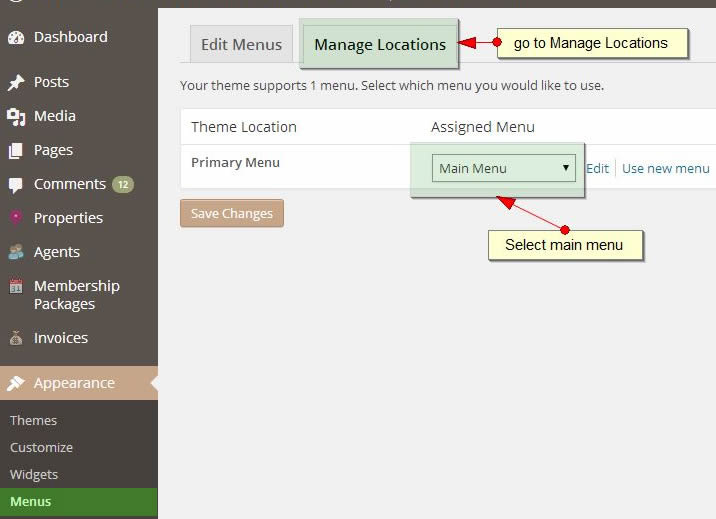 Dashboard
Posts
Media
Pages
Comments 12
Properties
Agents
Membership
Packages
Invoices
Appearance
Themes
Customize
Widgets
Menus
Edit Menus
Manage Locations
go to Manage Locations
Your theme supports 1 menu. Select which menu you would like to use.
Theme Location Assigned Menu
Primary Menu Main Menu Edit Use new menu
Save Changes
Select main menu